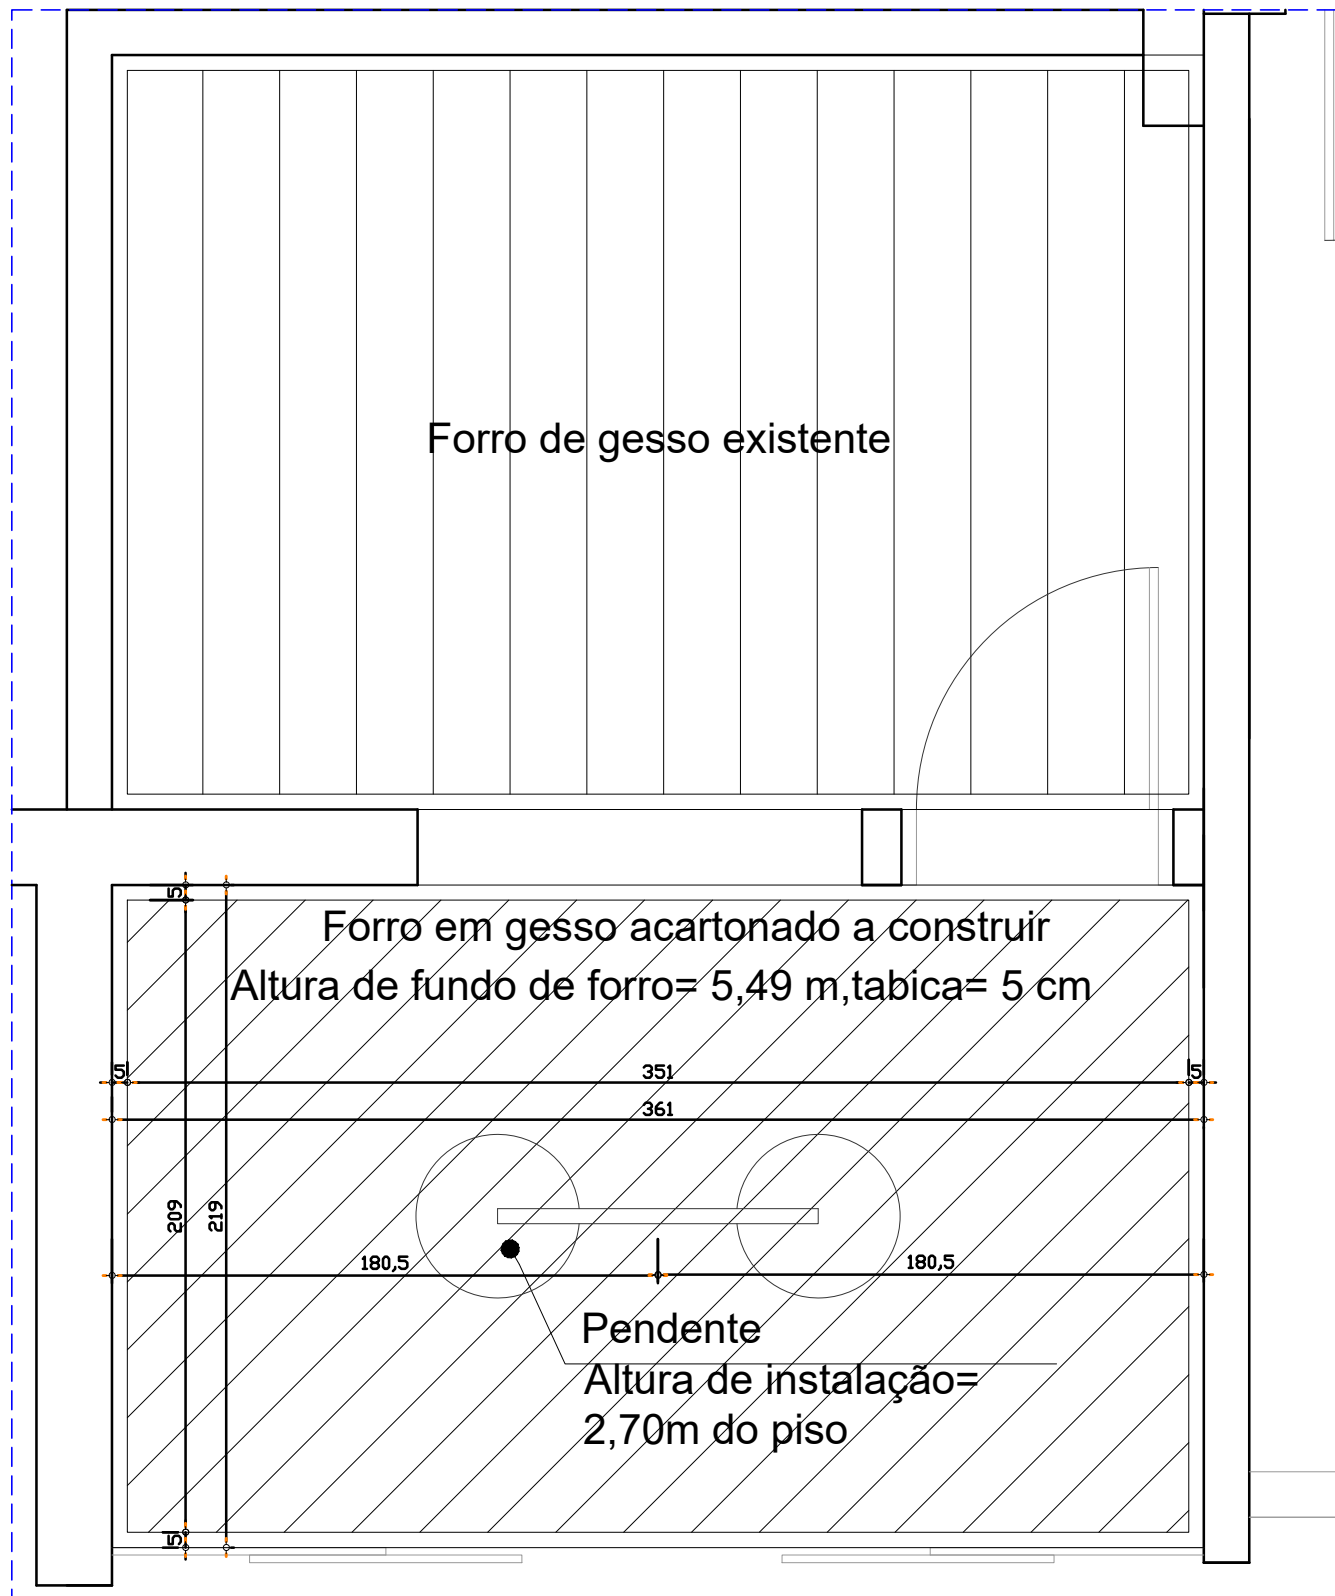 Forro de gesso existente
5
Forro em gesso acartonado a construir
Altura de fundo de forro= 5,49 m,tabica= 5 cm
5
351
5
361
209
219
180,5
180,5
Pendente
Altura de instalação=
2,70m do piso
5